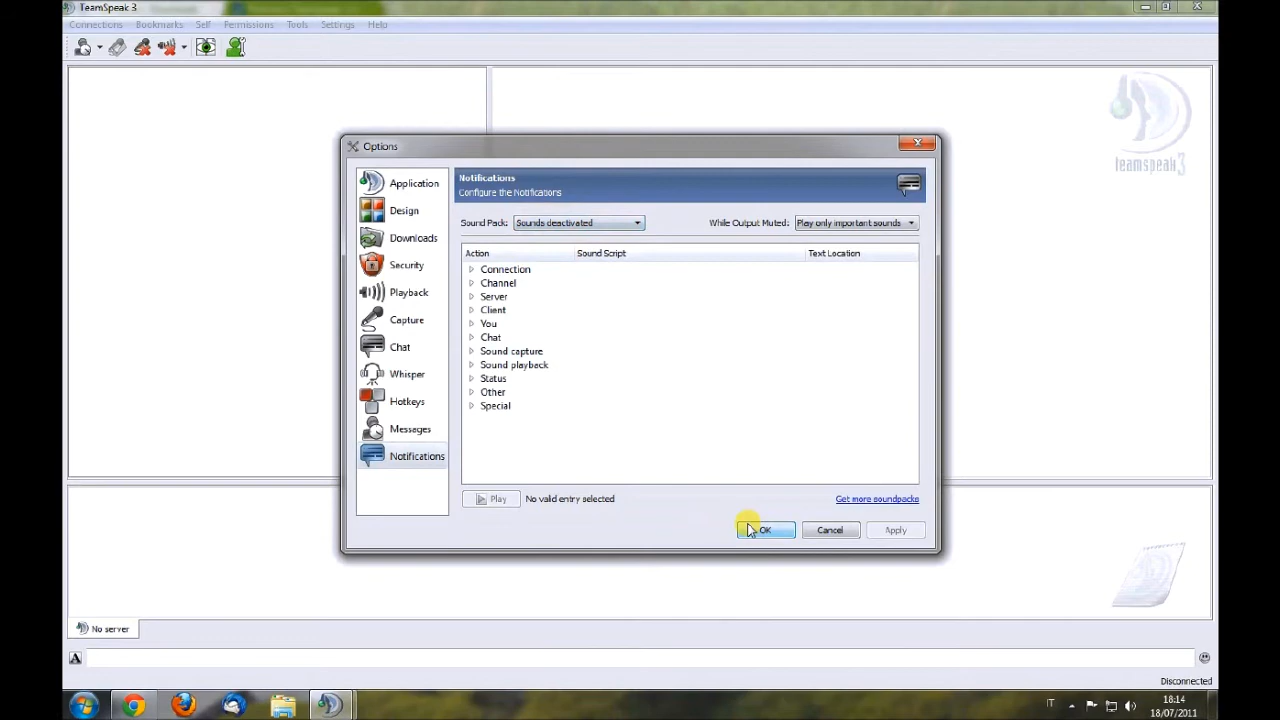 TeamSpeak 3
Connections Bookmarks Self Permissions Tools Settings Help
teamspeak3
Options
Application
Design
Downloads
Security
Playback
Capture
Chat
Whisper
Hotkeys
Messages
Notifications
Notifications
Configure the Notifications
Sound Pack: Sounds deactivated While Output Muted: Play only important sounds
Action Sound Script Text Location
Connection
Channel
Server
Client
You
Chat
Sound capture
Sound playback
Status
Other
Special
Play No valid entry selected Get more soundpacks
OK Cancel Apply
No server
A
Disconnected
IT 18:14
18/07/2011